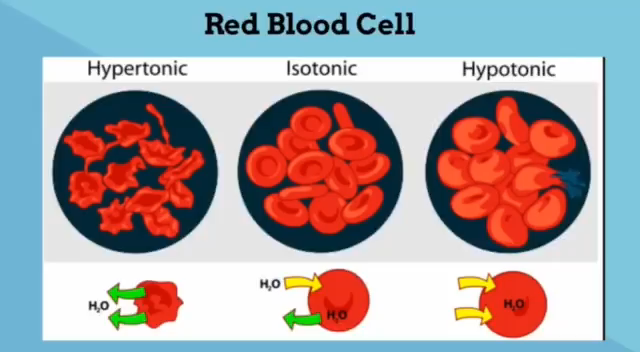 Red Blood Cell
Hypertonic
Isotonic
Hypotonic
H₂O
H₂O
H₂O
H₂O